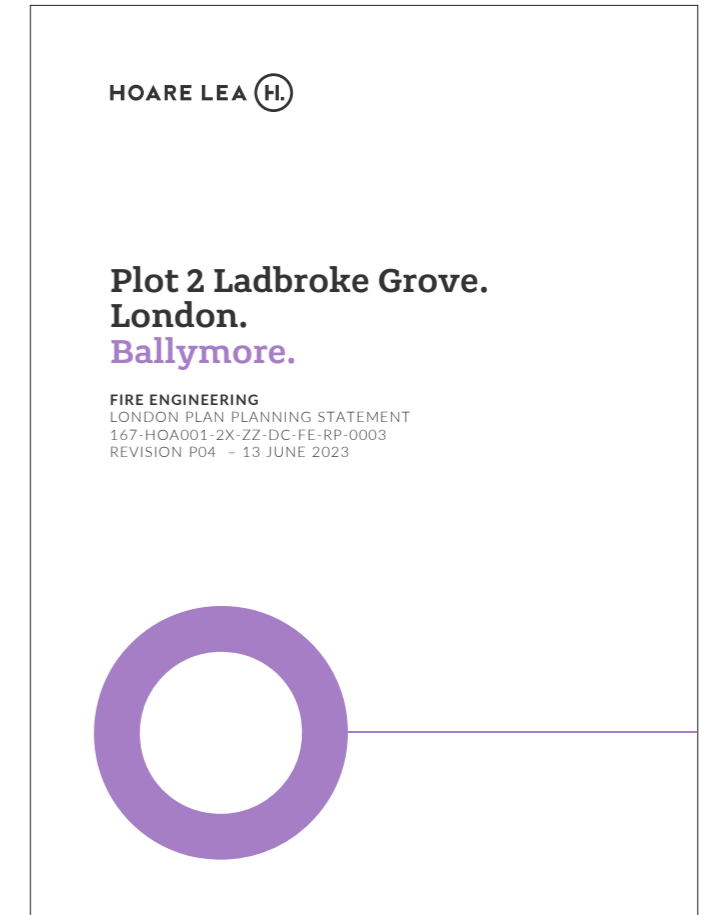 HOARE LEA H.
Plot 2 Ladbroke Grove.
London.
Ballymore.
FIRE ENGINEERING
LONDON PLAN PLANNING STATEMENT
167-HOA001-2X-ZZ-DC-FE-RP-0003
REVISION P04 – 13 JUNE 2023